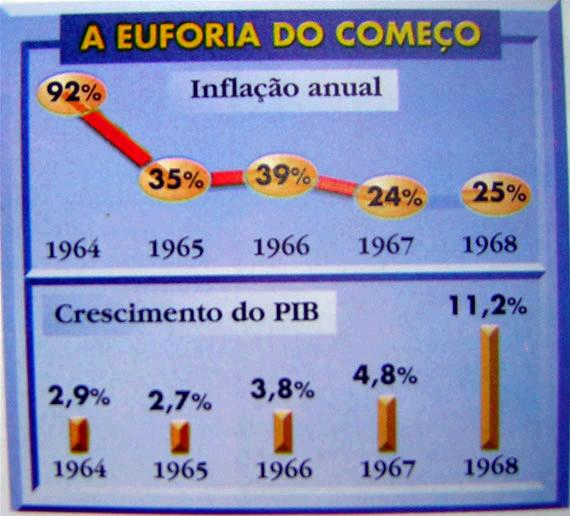 A EUFORIA DO COMEÇO
Inflação anual
92%
35%
39%
24%
25%
1964 1965 1966 1967 1968
Crescimento do PIB
2,9% 2,7% 3,8% 4,8% 11,2%
1964 1965 1966 1967 1968